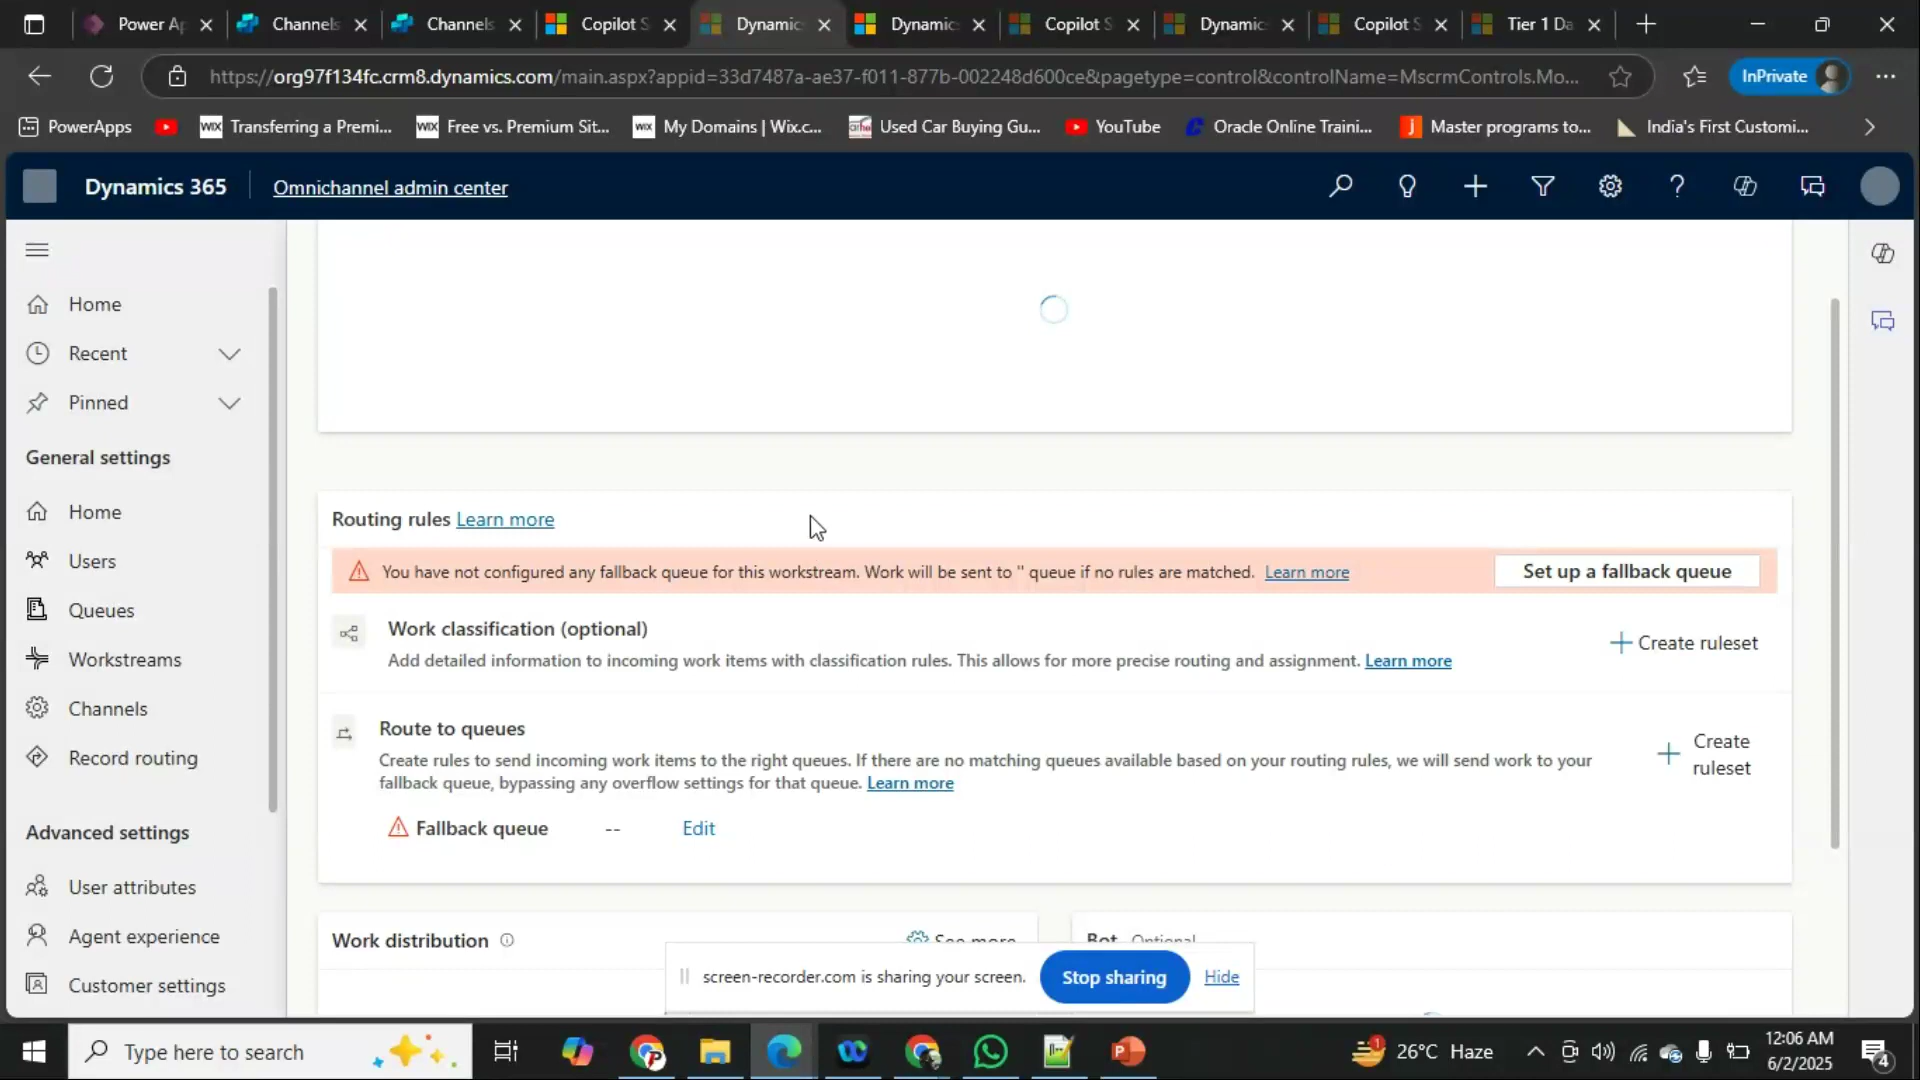 Power Ap
Channels
Channels
Copilot S
Dynamic
Dynamic
Copilot S
Dynamic
Copilot S
Tier 1 Da
https://org97f134fc.crm8.dynamics.com/main.aspx?appid=33d7487a-ae37-f011-877b-002248d600ce&pagetype=control&controlName=MscrmControls.Mo...
InPrivate
PowerApps
WIX Transferring a Premi...
WIX Free vs. Premium Sit...
WIX My Domains | Wix.c...
Used Car Buying Gu...
YouTube
Oracle Online Traini...
Master programs to...
India's First Customi...
Dynamics 365
Omnichannel admin center
Home
Recent
Pinned
General settings
Home
Users
Queues
Workstreams
Channels
Record routing
Advanced settings
User attributes
Agent experience
Customer settings
Routing rules Learn more
You have not configured any fallback queue for this workstream. Work will be sent to '' queue if no rules are matched. Learn more
Set up a fallback queue
Work classification (optional)
Add detailed information to incoming work items with classification rules. This allows for more precise routing and assignment. Learn more
Create ruleset
Route to queues
Create rules to send incoming work items to the right queues. If there are no matching queues available based on your routing rules, we will send work to your
fallback queue, bypassing any overflow settings for that queue. Learn more
Create
ruleset
Fallback queue -- Edit
Work distribution
See more
Bot Optional
screen-recorder.com is sharing your screen.
Stop sharing
Hide
Type here to search
1
26°C Haze
12:06 AM
6/2/2025
4